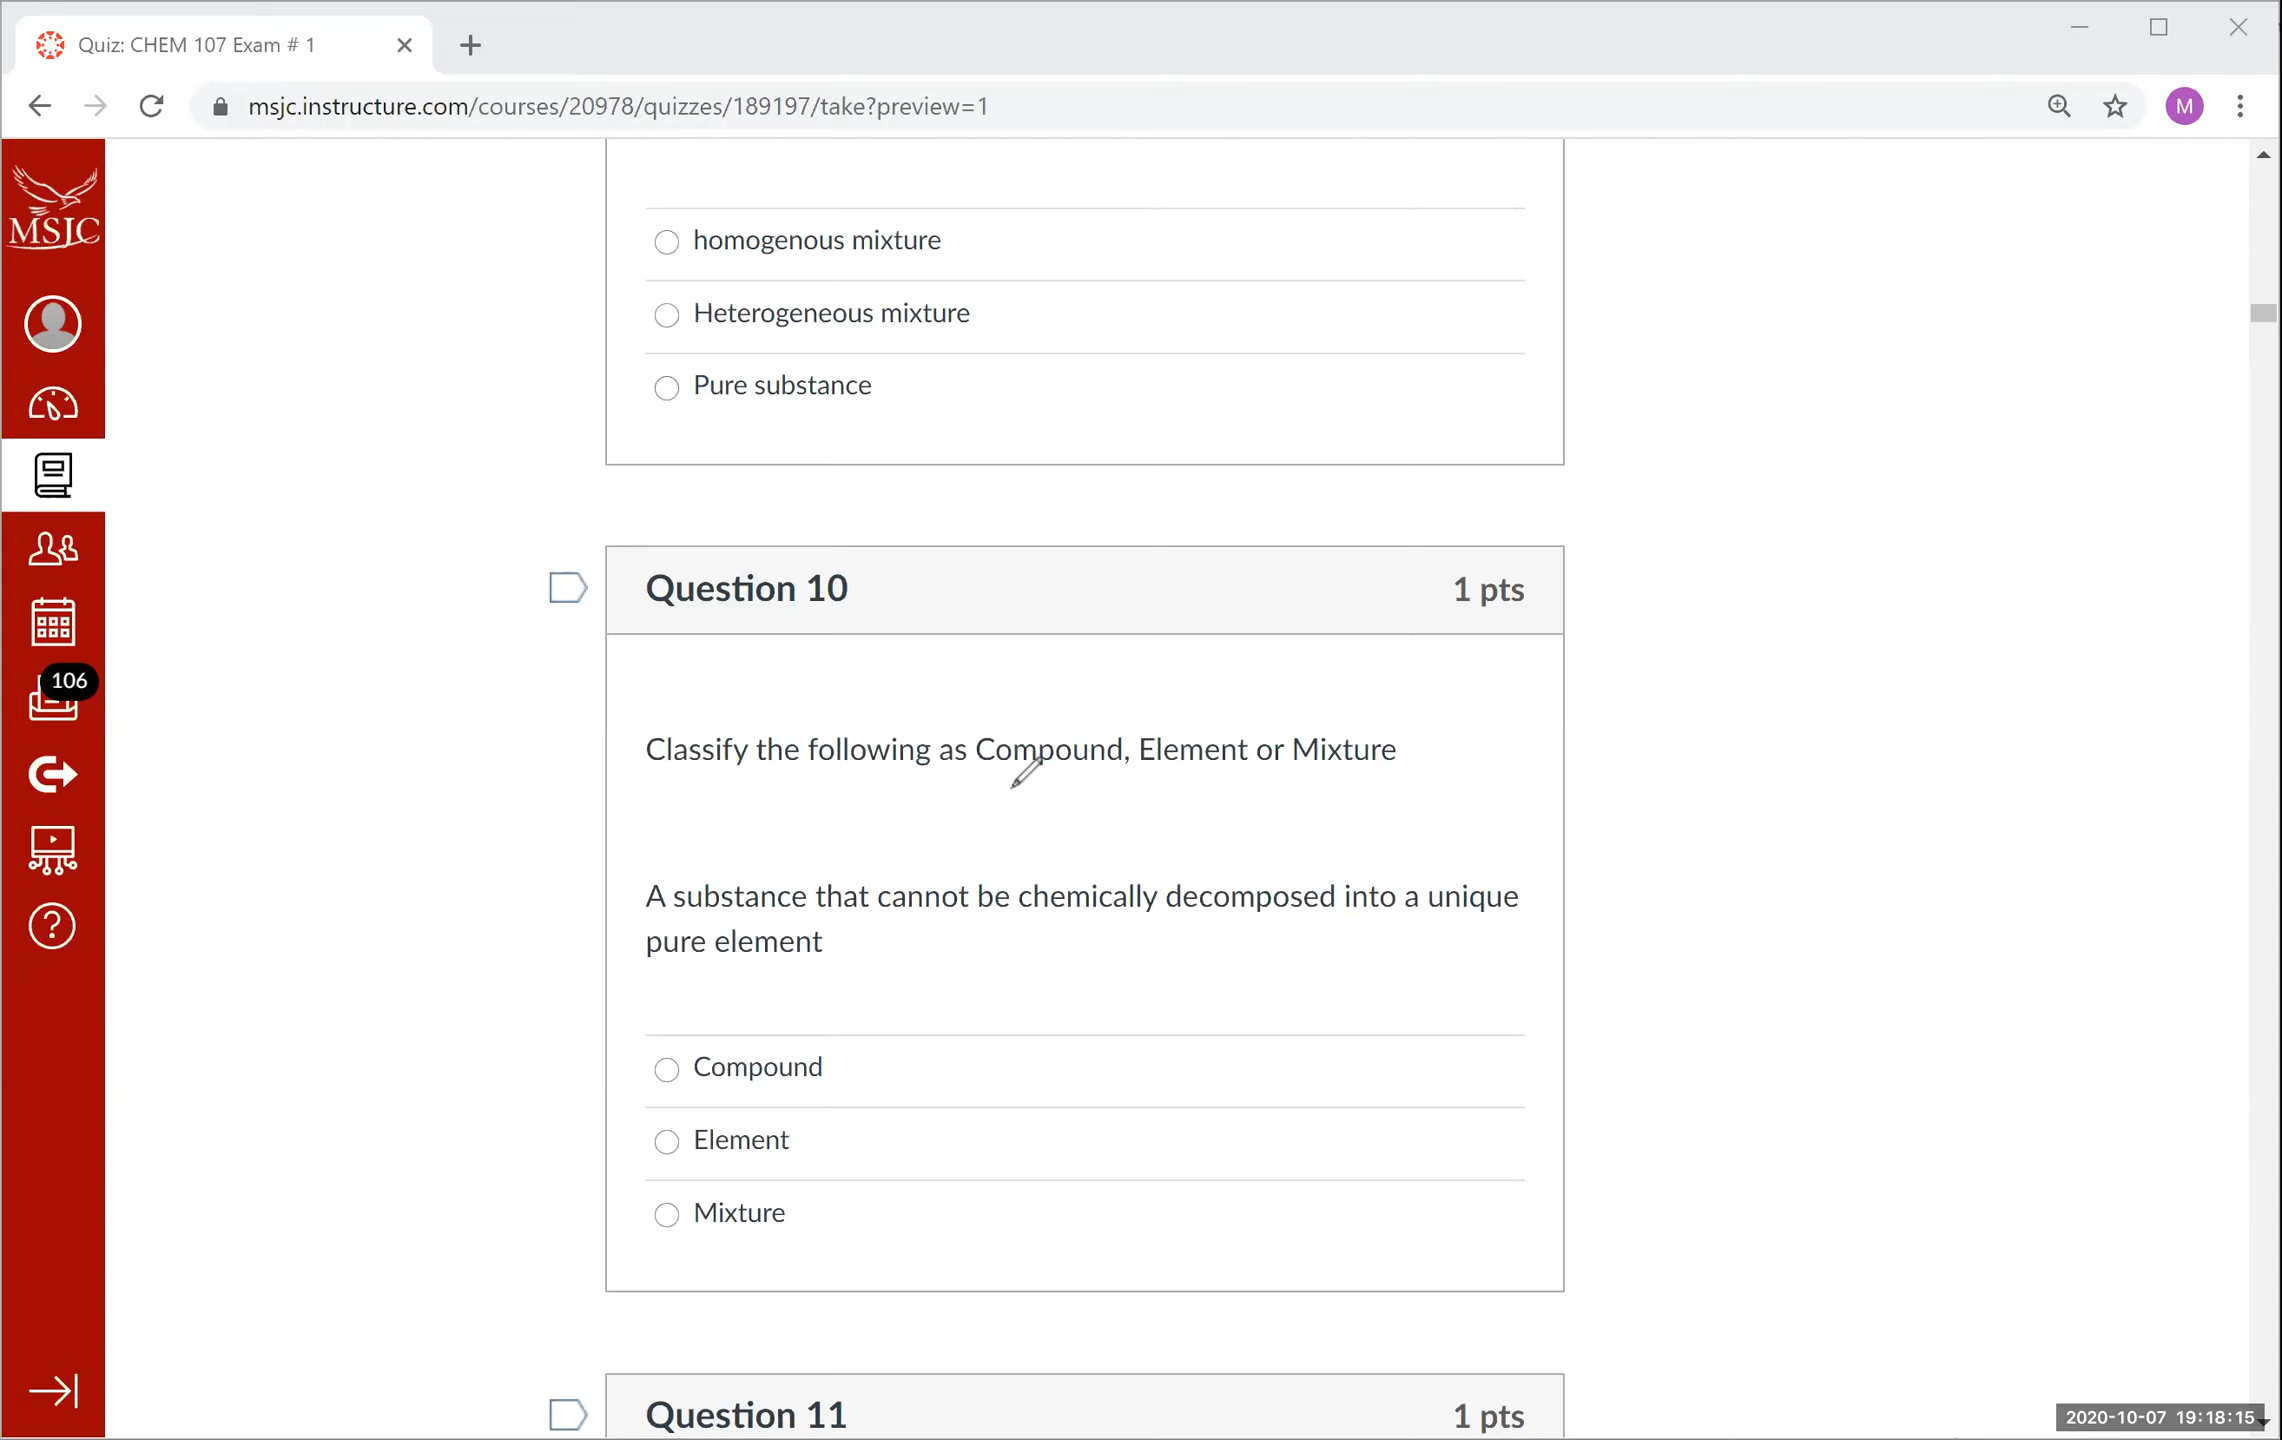 Quiz: CHEM 107 Exam # 1
msjc.instructure.com/courses/20978/quizzes/189197/take?preview=1
M
MSJC
homogenous mixture
Heterogeneous mixture
Pure substance
Question 10
1 pts
106
Classify the following as Compound, Element or Mixture
A substance that cannot be chemically decomposed into a unique
pure element
Compound
Element
Mixture
Question 11
1 pts
2020-10-07 19:18:15